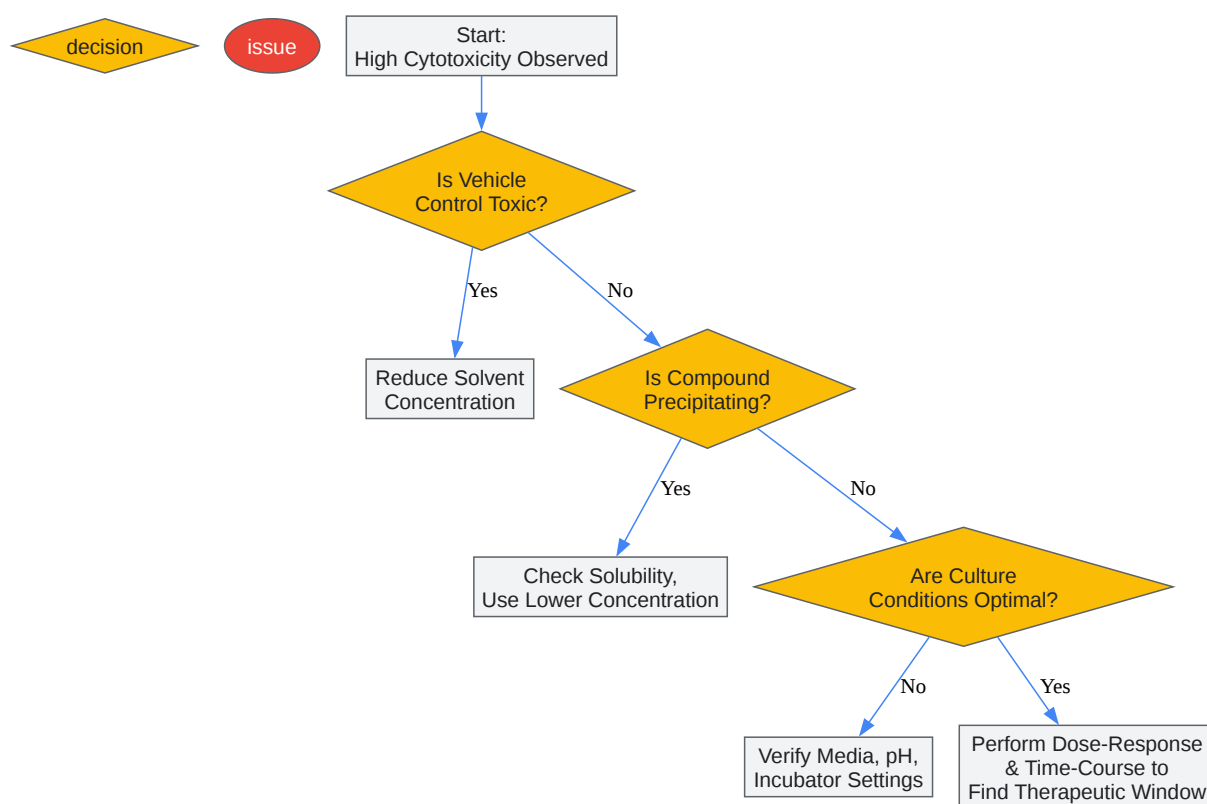 decision
issue
Start:
High Cytotoxicity Observed
Is Vehicle
Control Toxic?
Yes
No
Reduce Solvent
Concentration
Is Compound
Precipitating?
Yes
No
Check Solubility,
Use Lower Concentration
Are Culture
Conditions Optimal?
No
Yes
Verify Media, pH,
Incubator Settings
Perform Dose-Response
& Time-Course to
Find Therapeutic Window